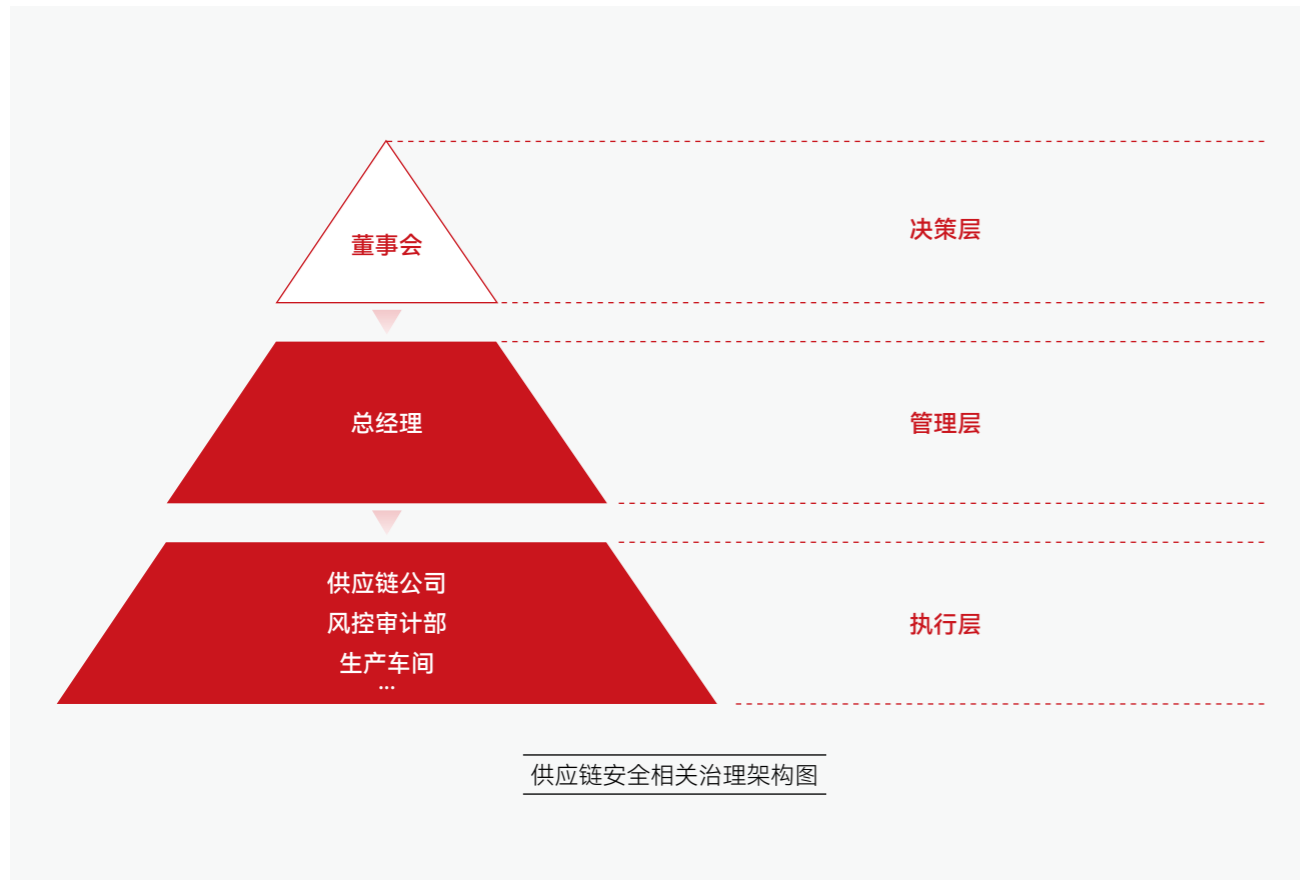 董事会
决策层
总经理
管理层
供应链公司
风控审计部
生产车间
...
执行层
供应链安全相关治理架构图